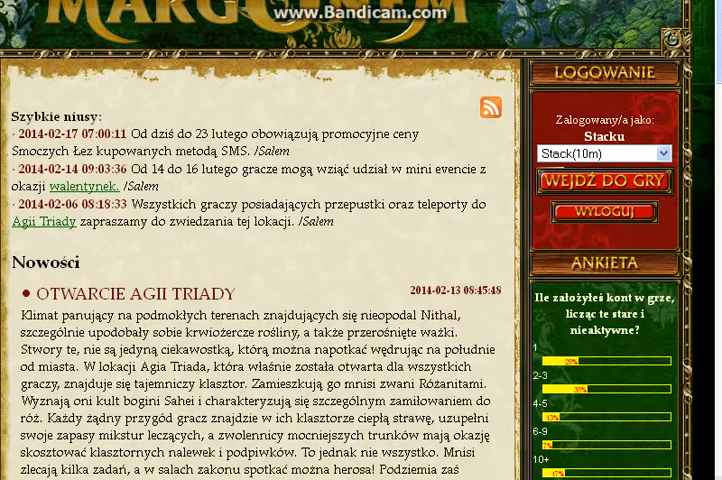 MARGONEM
www.Bandicam.com
LOGOWANIE
Szybkie niusy:
· 2014-02-17 07:00:11 Od dziś do 23 lutego obowiązują promocyjne ceny
Smoczych Łez kupowanych metodą SMS. /Salem
· 2014-02-14 09:03:36 Od 14 do 16 lutego gracze mogą wziąć udział w mini evencie z
okazji walentynek. /Salem
· 2014-02-06 08:18:33 Wszystkich graczy posiadających przepustki oraz teleporty do
Agii Triady zapraszamy do zwiedzania tej lokacji. /Salem
Nowości
• OTWARCIE AGII TRIADY
2014-02-13 08:45:48
Klimat panujący na podmokłych terenach znajdujących się nieopodal Nithal,
szczególnie upodobały sobie krwiożercze rośliny, a także przerośnięte ważki.
Stwory te, nie są jedyną ciekawostką, którą można napotkać wędrując na południe
od miasta. W lokacji Agia Triada, która właśnie została otwarta dla wszystkich
graczy, znajduje się tajemniczy klasztor. Zamieszkują go mnisi zwani Różanitami.
Wyznają oni kult bogini Sahei i charakteryzują się szczególnym zamiłowaniem do
róż. Każdy żądny przygód gracz znajdzie w ich klasztorze ciepłą strawę, uzupełni
swoje zapasy mikstur leczących, a zwolennicy mocniejszych trunków mają okazję
skosztować klasztornych nalewek i podpiwków. To jednak nie wszystko. Mnisi
zlecają kilka zadań, a w salach zakonu spotkać można herosa! Podziemia zaś
Zalogowany/a jako:
Stacku
Stack(10m)
WEJDŹ DO GRY
WYLOGUJ
ANKIETA
Ile założyłeś kont w grze,
licząc te stare i
nieaktywne?
1
28%
2-3
35%
4-5
13%
6-9
7%
10+
17%